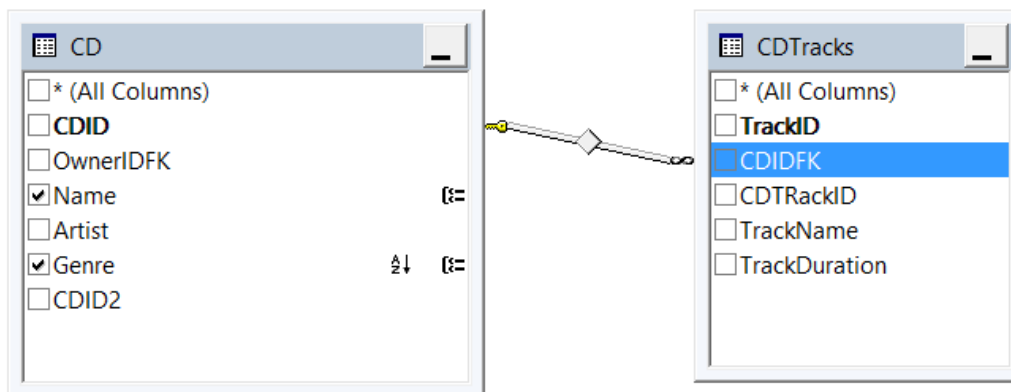 CD
* (All Columns)
CDID
OwnerIDFK
Name
Artist
Genre
CDID2
CDTracks
* (All Columns)
TrackID
CDIDFK
CDTRackID
TrackName
TrackDuration